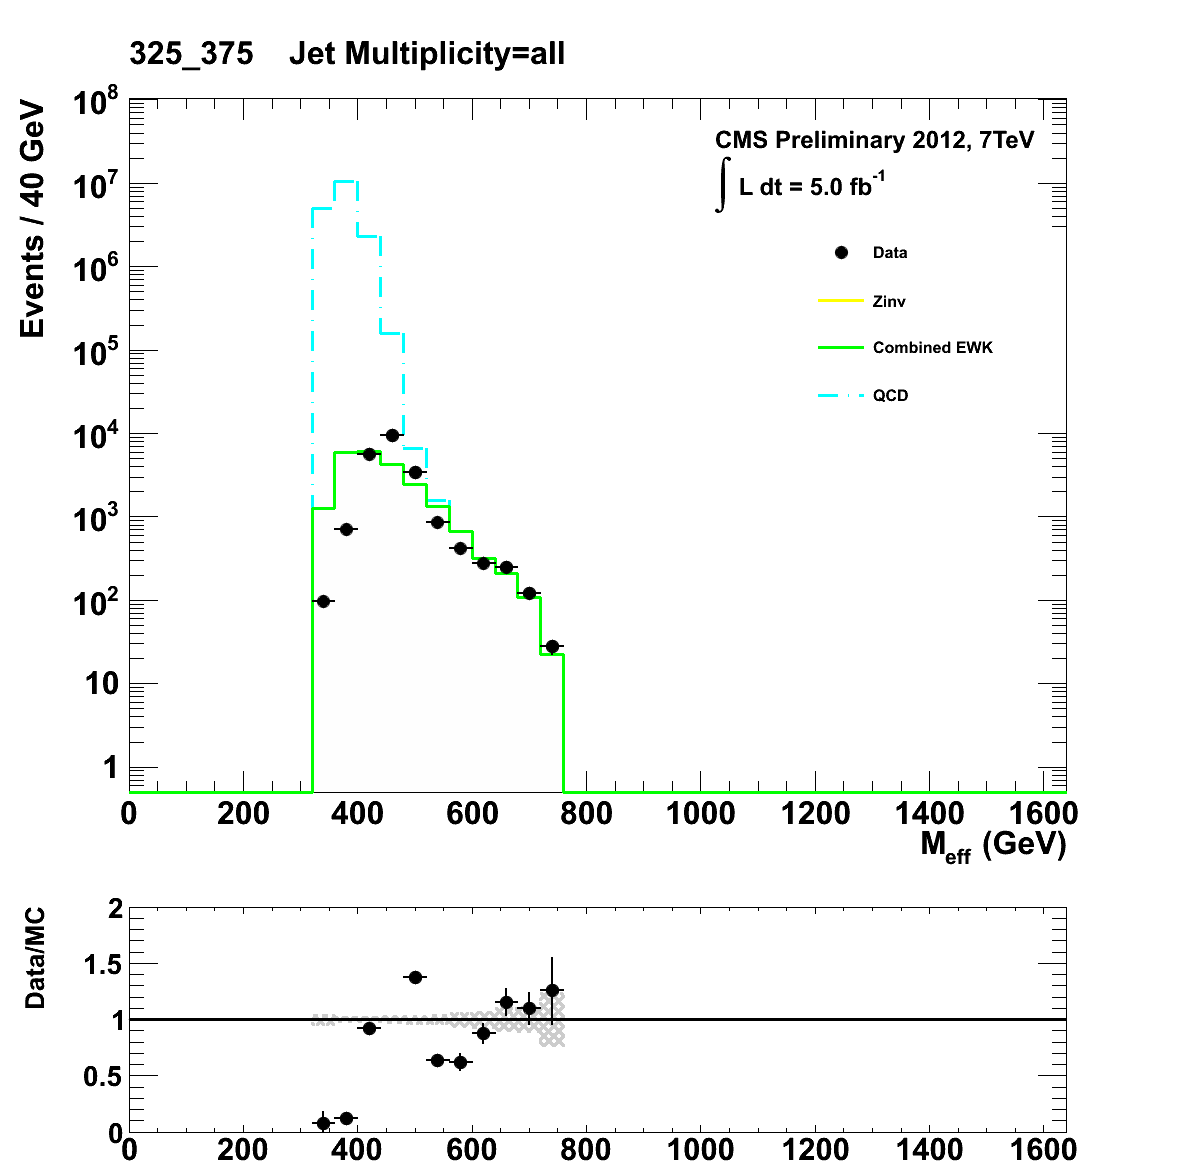 325_375 Jet Multiplicity=all
Events / 40 GeV
10^8
10^7
10^6
10^5
10^4
10^3
10^2
10
1
CMS Preliminary 2012, 7TeV
∫ L dt = 5.0 fb^-1
Data
Zinv
Combined EWK
QCD
0 200 400 600 800 1000 1200 1400 1600
M_eff (GeV)
Data/MC
2
1.5
1
0.5
0
0 200 400 600 800 1000 1200 1400 1600